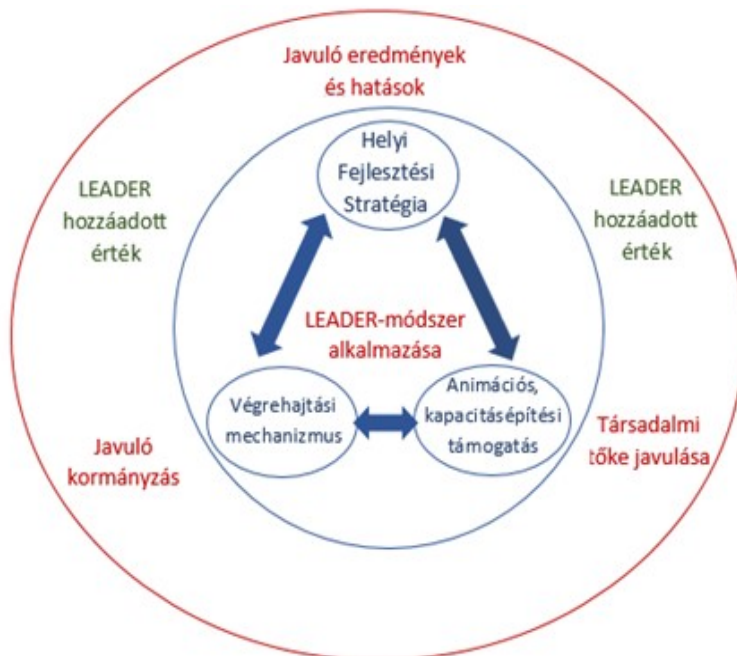 Javuló eredmények
és hatások
Helyi
Fejlesztési
Stratégia
LEADER
hozzáadott
érték
LEADER
hozzáadott
érték
LEADER-módszer
alkalmazása
Végrehajtási
mechanizmus
Animációs,
kapacitásépítési
támogatás
Javuló
kormányzás
Társadalmi
tőke javulása